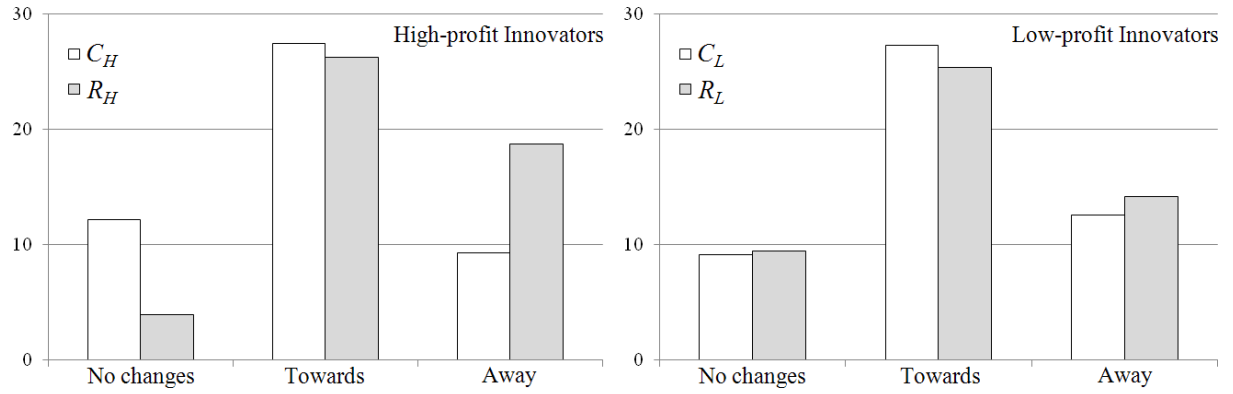 30
High-profit Innovators
C_H
R_H
20
10
0
No changes Towards Away
30
Low-profit Innovators
C_L
R_L
20
10
0
No changes Towards Away